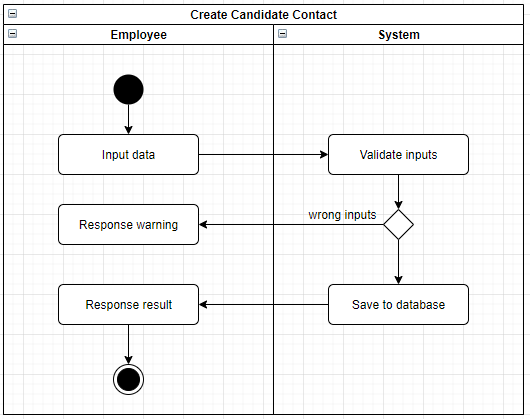 Create Candidate Contact
Employee
System
Input data
Validate inputs
wrong inputs
Response warning
Response result
Save to database